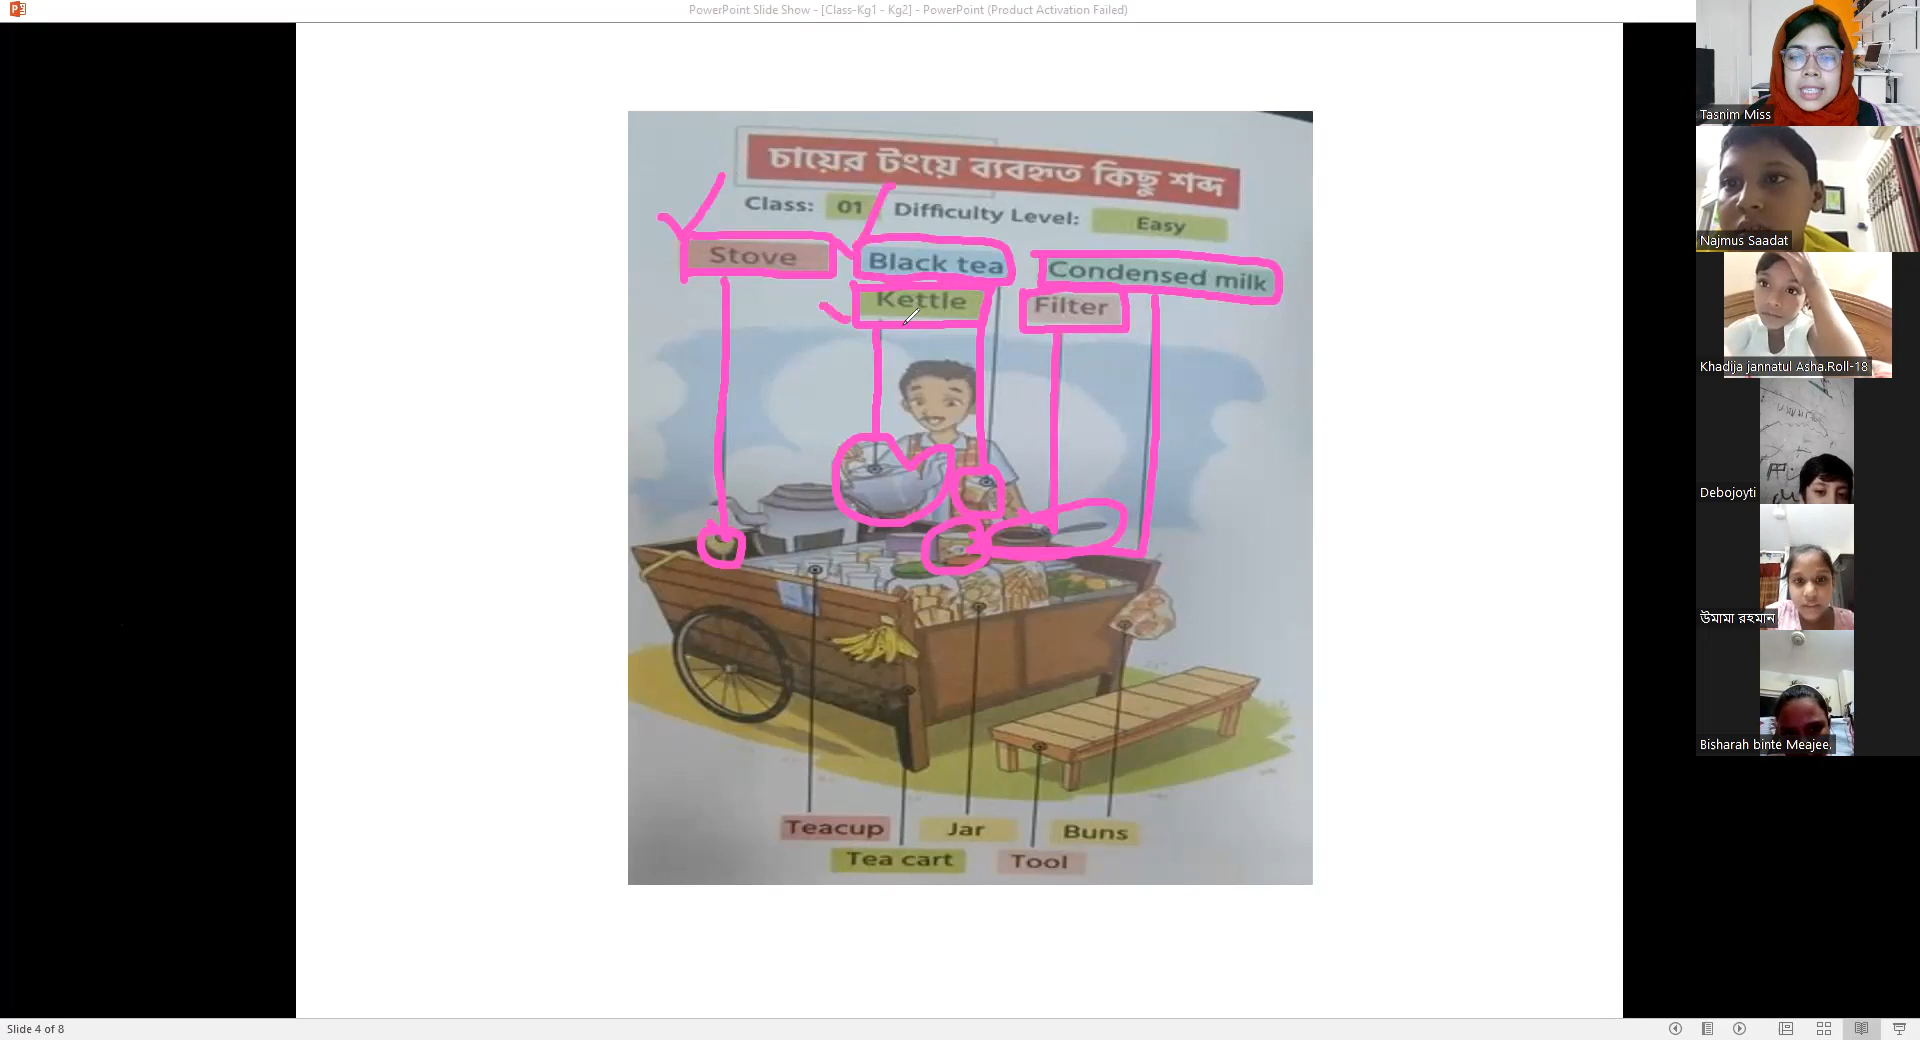 PowerPoint Slide Show - [Class-Kg1 - Kg2] - PowerPoint (Product Activation Failed)
চায়ের টংয়ে ব্যবহৃত কিছু শব্দ
Class: 01 Difficulty Level: Easy
Stove Black tea Condensed milk
Kettle Filter
Teacup Jar Buns
Tea cart Tool
Tasnim Miss
Najmus Saadat
Khadija jannatul Asha.Roll-18
Debojoyti
উমামা রহমান
Bisharah binte Meajee.
Slide 4 of 8